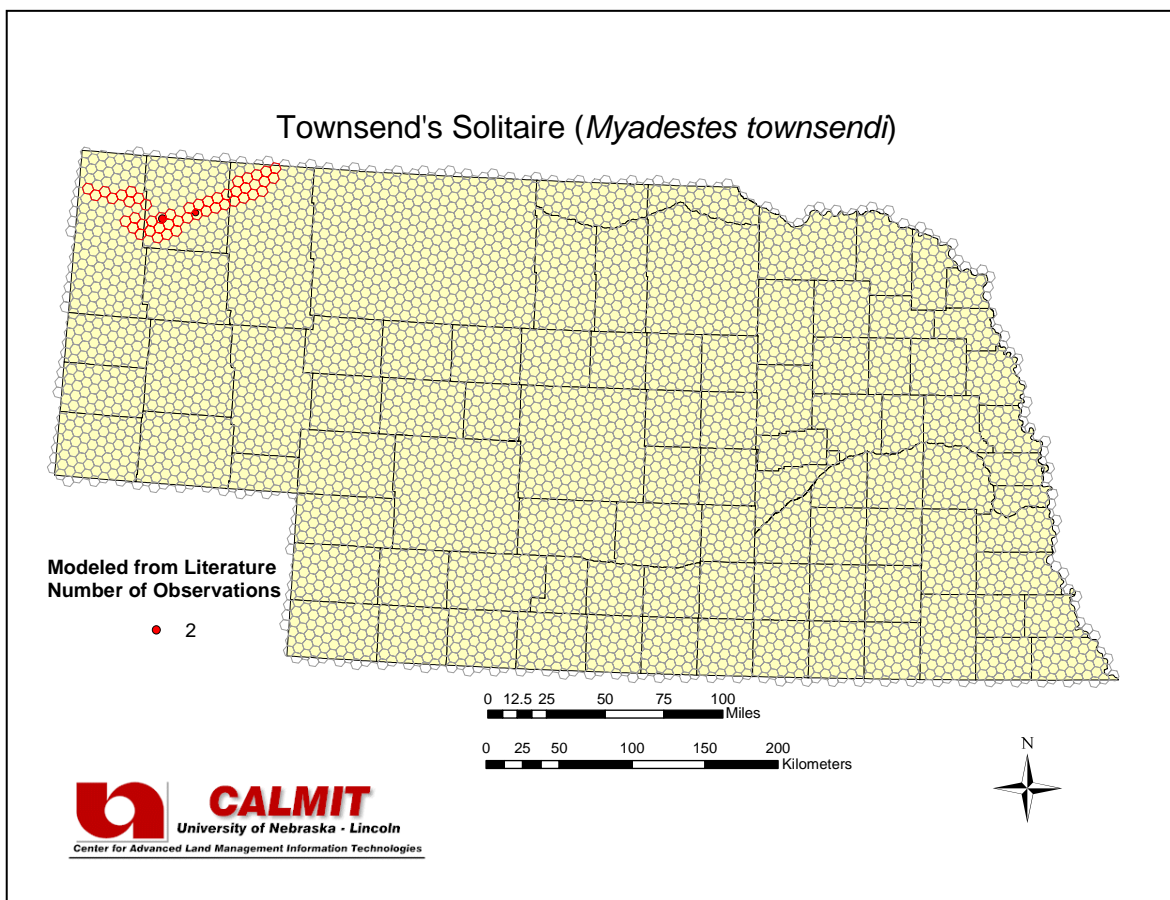 Townsend's Solitaire (Myadestes townsendi)
Modeled from Literature
Number of Observations
2
0 12.5 25 50 75 100
Miles
0 25 50 100 150 200
Kilometers
N
CALMIT
University of Nebraska - Lincoln
Center for Advanced Land Management Information Technologies